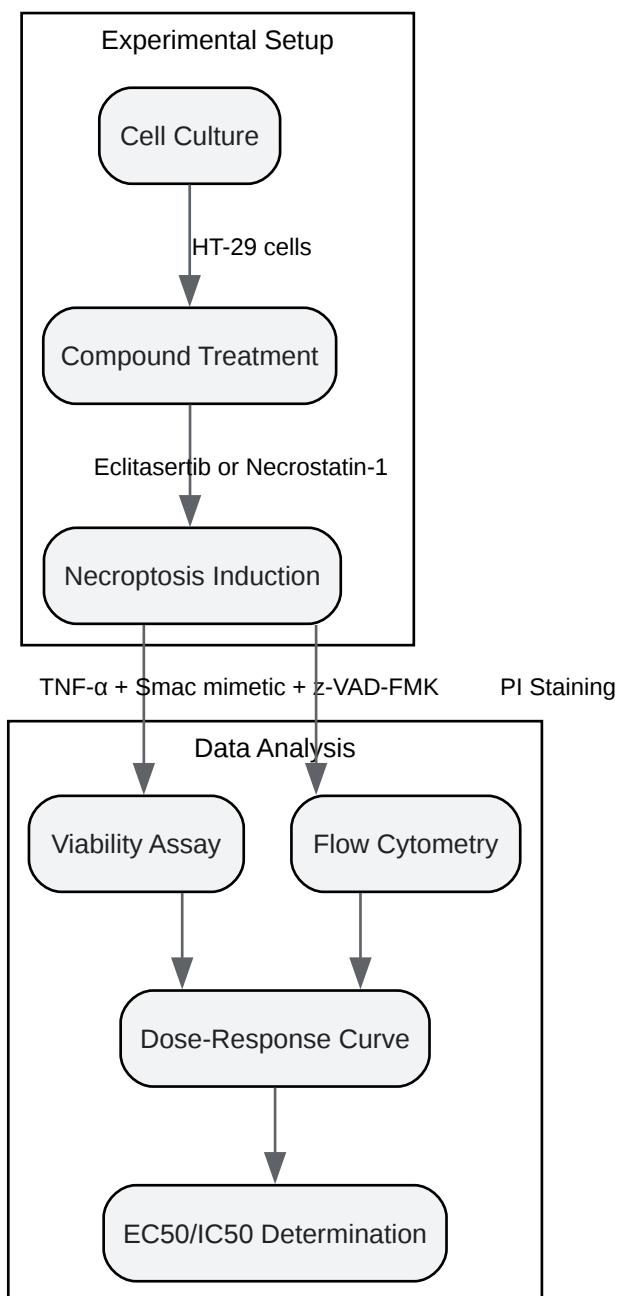 Experimental Setup
Cell Culture
HT-29 cells
Compound Treatment
Eclitasertib or Necrostatin-1
Necroptosis Induction
TNF-α + Smac mimetic + z-VAD-FMK
PI Staining
Data Analysis
Viability Assay
Flow Cytometry
Dose-Response Curve
EC50/IC50 Determination